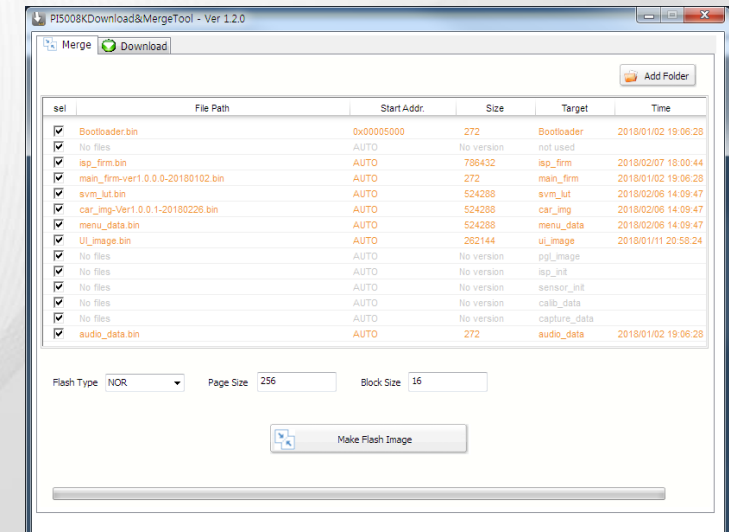 PI5008KDownload&MergeTool - Ver 1.2.0
Merge Download
Add Folder
sel File Path Start Addr. Size Target Time
Bootloader.bin 0x00005000 272 Bootloader 2018/01/02 19:06:28
No files AUTO No version not used
isp_firm.bin AUTO 786432 isp_firm 2018/02/07 18:00:44
main_firm-ver1.0.0-20180102.bin AUTO 272 main_firm 2018/01/02 19:06:28
svm_lut.bin AUTO 524288 svm_lut 2018/02/06 14:09:47
car_img-Ver1.0.0.1-20180226.bin AUTO 524288 car_img 2018/02/06 14:09:47
menu_data.bin AUTO 524288 menu_data 2018/02/06 14:09:47
UI_image.bin AUTO 262144 ui_image 2018/01/11 20:58:24
No files AUTO No version pgl_image
No files AUTO No version isp_init
No files AUTO No version sensor_init
No files AUTO No version calib_data
No files AUTO No version capture_data
audio_data.bin AUTO 272 audio_data 2018/01/02 19:06:28
Flash Type NOR Page Size 256 Block Size 16
Make Flash Image